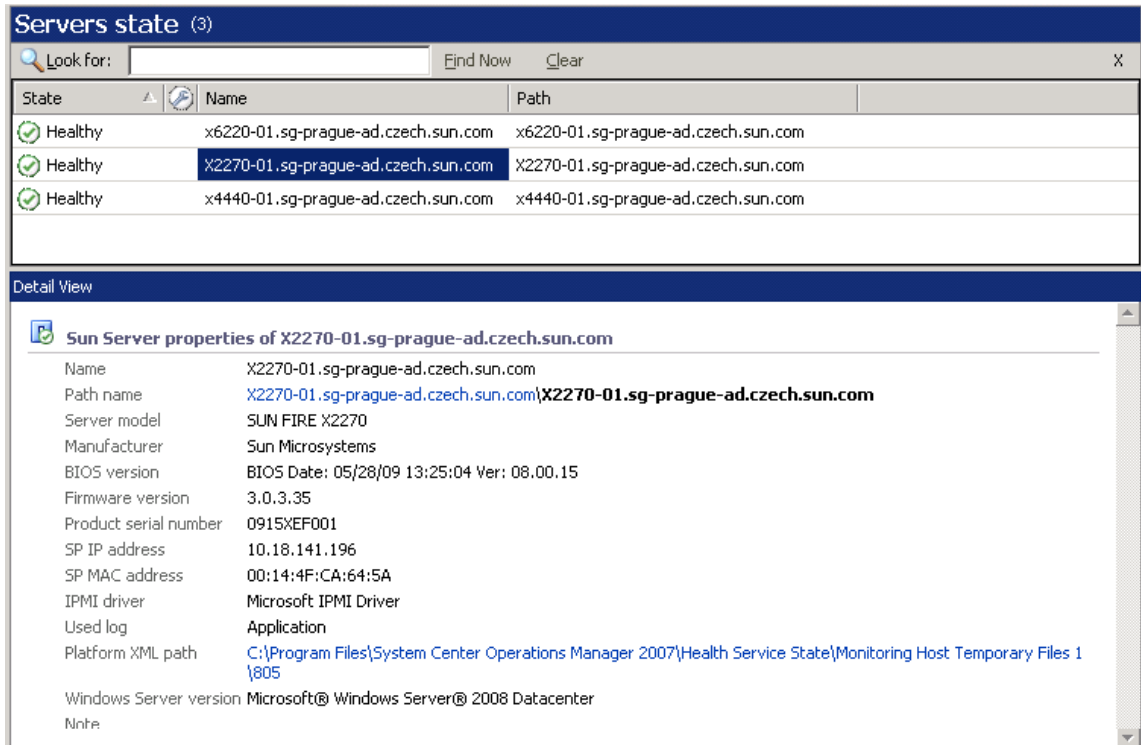 Servers state (3)
Look for: Find Now Clear X
State Name Path
Healthy x6220-01.sg-prague-ad.czech.sun.com x6220-01.sg-prague-ad.czech.sun.com
Healthy X2270-01.sg-prague-ad.czech.sun.com X2270-01.sg-prague-ad.czech.sun.com
Healthy x4440-01.sg-prague-ad.czech.sun.com x4440-01.sg-prague-ad.czech.sun.com
Detail View
Sun Server properties of X2270-01.sg-prague-ad.czech.sun.com
Name X2270-01.sg-prague-ad.czech.sun.com
Path name X2270-01.sg-prague-ad.czech.sun.com\X2270-01.sg-prague-ad.czech.sun.com
Server model SUN FIRE X2270
Manufacturer Sun Microsystems
BIOS version BIOS Date: 05/28/09 13:25:04 Ver: 08.00.15
Firmware version 3.0.3.35
Product serial number 0915XEF001
SP IP address 10.18.141.196
SP MAC address 00:14:4F:CA:64:5A
IPMI driver Microsoft IPMI Driver
Used log Application
Platform XML path C:\Program Files\System Center Operations Manager 2007\Health Service State\Monitoring Host Temporary Files 1
\805
Windows Server version Microsoft® Windows Server® 2008 Datacenter
Note